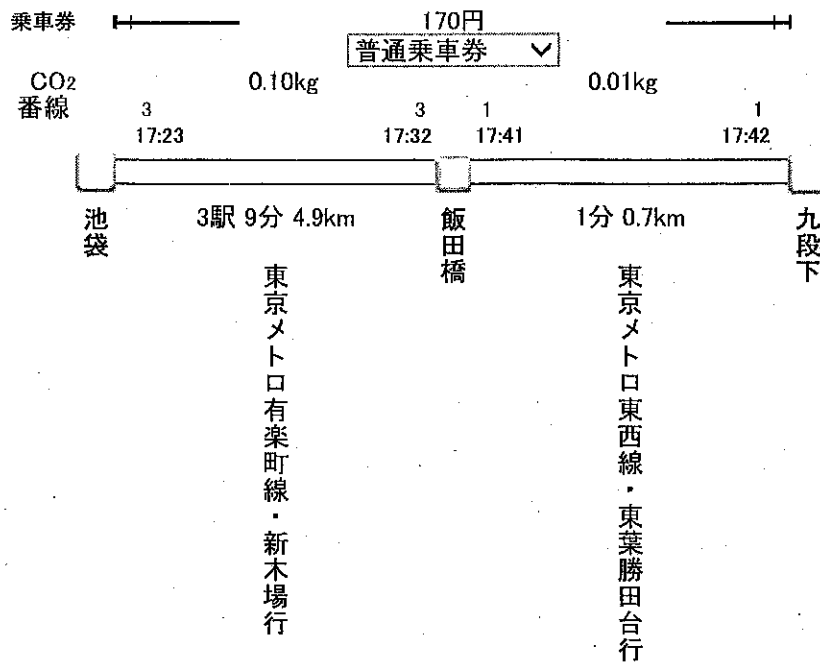 乗車券 170円
普通乗車券
CO2 0.10kg 0.01kg
番線 3 3 1 1
17:23 17:32 17:41 17:42
3駅 9分 4.9km 1分 0.7km
池袋
東京メトロ有楽町線・新木場行
飯田橋
東京メトロ東西線・東葉勝田台行
九段下